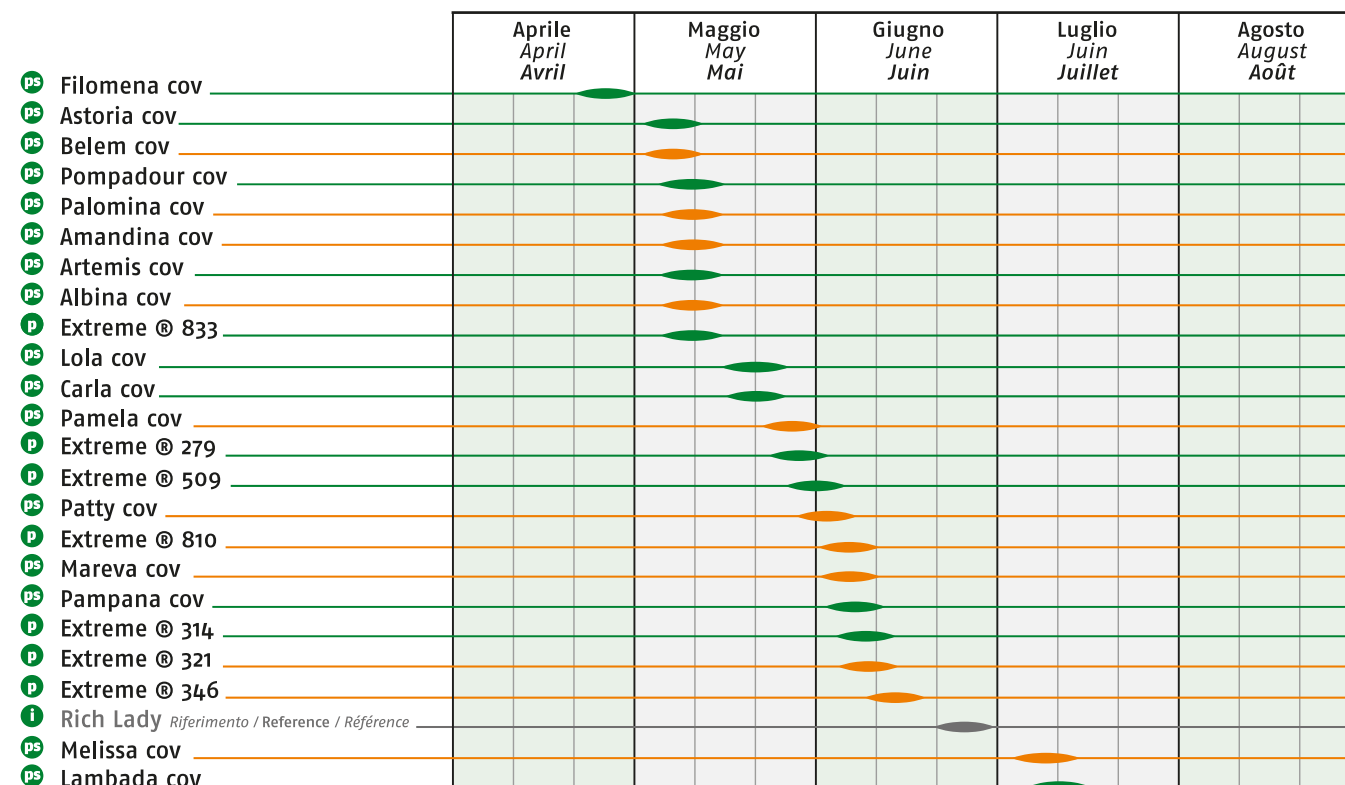 Aprile Maggio Giugno Luglio Agosto
April May June Juin August
Avril Mai Juin Juillet Août
ps Filomena cov
ps Astoria cov
ps Belem cov
ps Pompadour cov
ps Palomina cov
ps Amandina cov
ps Artemis cov
ps Albina cov
p Extreme ® 833
ps Lola cov
ps Carla cov
ps Pamela cov
p Extreme ® 279
p Extreme ® 509
ps Patty cov
p Extreme ® 810
ps Mareva cov
ps Pampana cov
p Extreme ® 314
p Extreme ® 321
p Extreme ® 346
i Rich Lady Riferimento / Reference / Référence
ps Melissa cov
ps Lambada cov